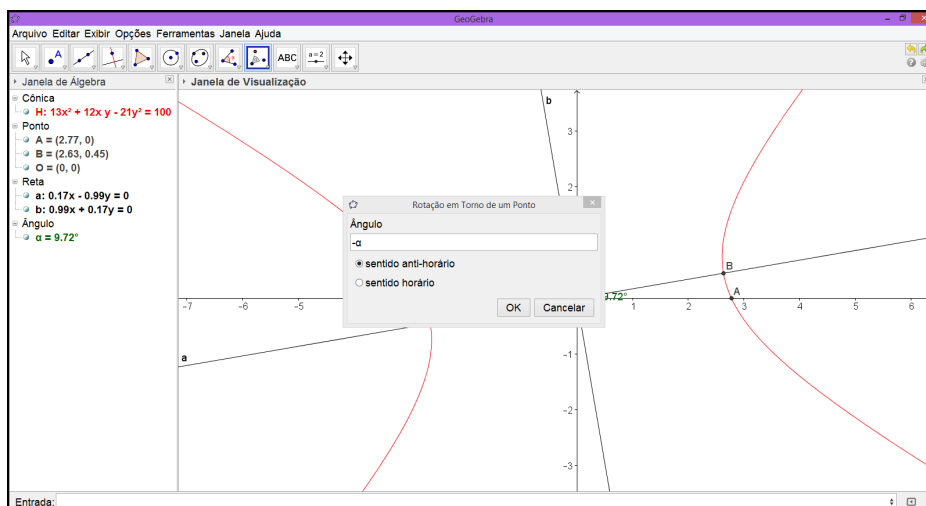 GeoGebra
Arquivo Editar Exibir Opções Ferramentas Janela Ajuda
A
ABC
a = 2
Janela de Álgebra
Janela de Visualização
Cônica
H: 13x² + 12x y - 21y² = 100
Ponto
A = (2.77, 0)
B = (2.63, 0.45)
O = (0, 0)
Reta
a: 0.17x - 0.99y = 0
b: 0.99x + 0.17y = 0
Ângulo
α = 9.72°
b
3
2
Rotação em Torno de um Ponto
Ângulo
-α
sentido anti-horário
sentido horário
OK Cancelar
B
A
9.72°
-7 -6 -5 1 2 3 4 5 6
-1
a
-2
-3
Entrada: